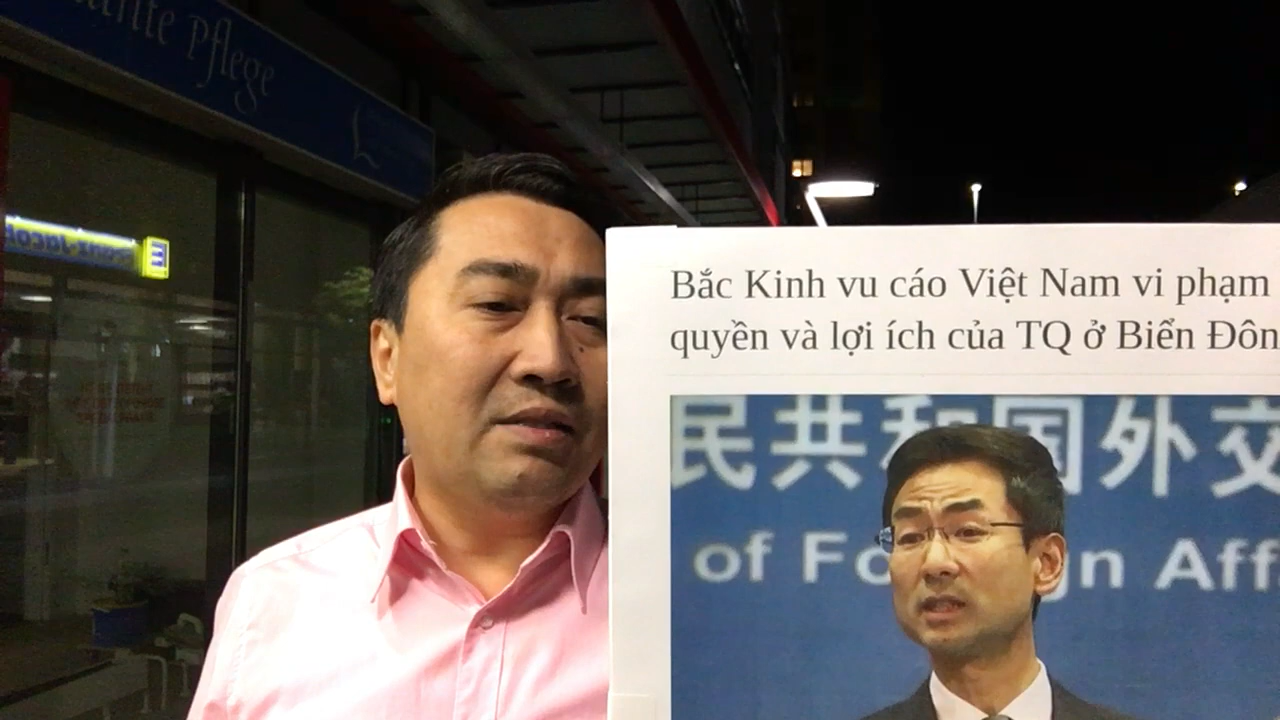 Pflege
Bắc Kinh vu cáo Việt Nam vi phạm
quyền và lợi ích của TQ ở Biển Đôn
民共和国外交
of Foreign Aff